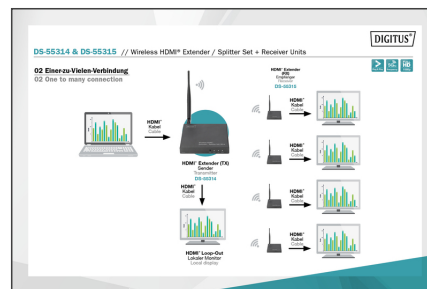 DIGITUS®
DS-55314 & DS-55315 // Wireless HDMI® Extender / Splitter Set + Receiver Units
02 Einer-zu-Vielen-Verbindung
02 One to many connection
HDMI®
Kabel
Cable
HDMI® Extender (TX)
Sender
Transmitter
DS-55314
HDMI®
Kabel
Cable
HDMI® Loop-Out
Lokaler Monitor
Local display
HDMI® Extender
(RX)
Empfänger
Receiver
DS-55315
HDMI®
Kabel
Cable
HDMI®
Kabel
Cable
HDMI®
Kabel
Cable
HDMI®
Kabel
Cable